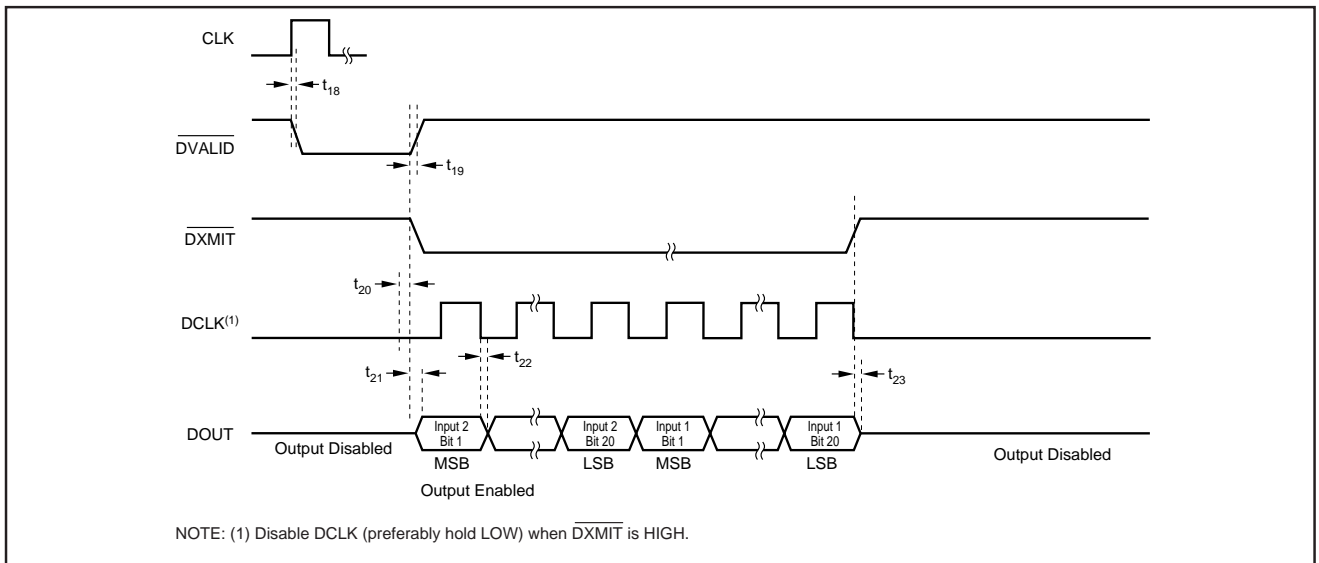 CLK
t18
DVALID
t19
DXMIT
t20
DCLK(1)
t22
t21
t23
DOUT
Output Disabled
Input 2
Bit 1
MSB
Input 2
Bit 20
LSB
Input 1
Bit 1
MSB
Input 1
Bit 20
LSB
Output Disabled
Output Enabled
NOTE: (1) Disable DCLK (preferably hold LOW) when DXMIT is HIGH.